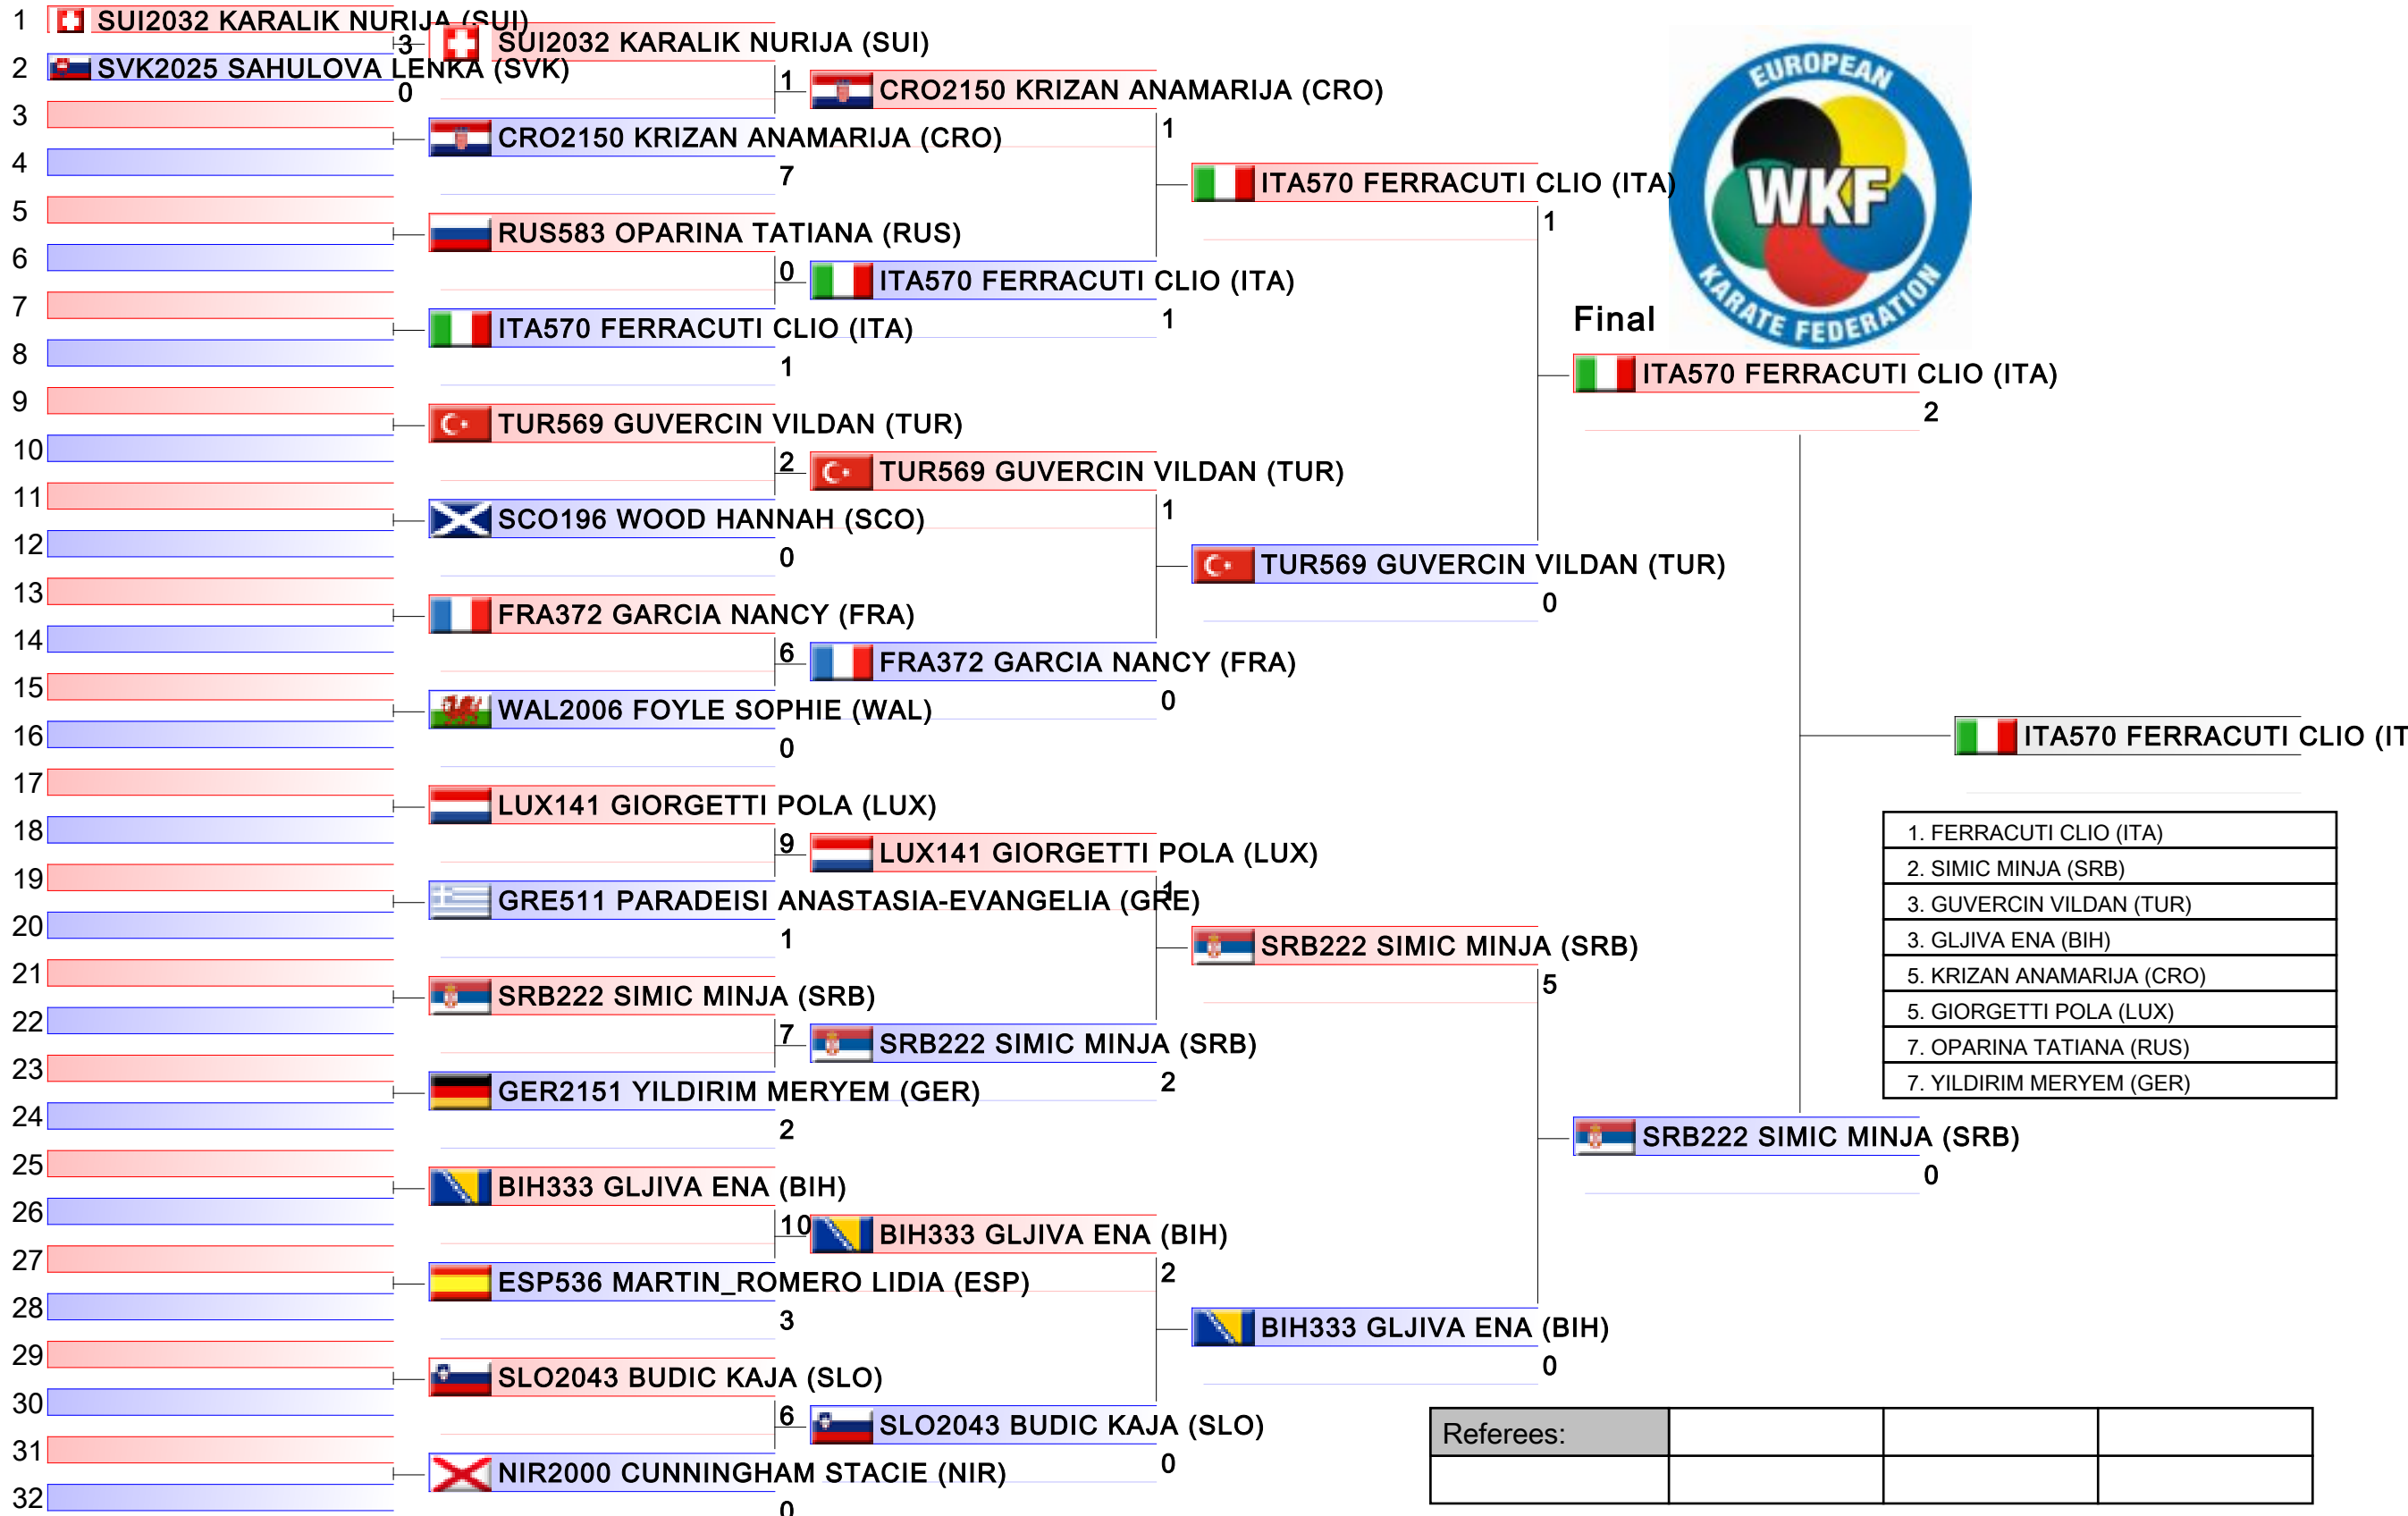 1 SUI2032 KARALIK NURIJA (SUI)
3
2 SVK2025 SAHULOVA LENKA (SVK)
0
3
4
5
6
7
8
9
10
11
12
13
14
15
16
17
18
19
20
21
22
23
24
25
26
27
28
29
30
31
32
SUI2032 KARALIK NURIJA (SUI)
1
CRO2150 KRIZAN ANAMARIJA (CRO)
7
RUS583 OPARINA TATIANA (RUS)
0
ITA570 FERRACUTI CLIO (ITA)
1
TUR569 GUVERCIN VILDAN (TUR)
2
SCO196 WOOD HANNAH (SCO)
0
FRA372 GARCIA NANCY (FRA)
6
WAL2006 FOYLE SOPHIE (WAL)
0
LUX141 GIORGETTI POLA (LUX)
9
GRE511 PARADEISI ANASTASIA-EVANGELIA (GRE)
1
SRB222 SIMIC MINJA (SRB)
7
GER2151 YILDIRIM MERYEM (GER)
2
BIH333 GLJIVA ENA (BIH)
10
ESP536 MARTIN_ROMERO LIDIA (ESP)
3
SLO2043 BUDIC KAJA (SLO)
6
NIR2000 CUNNINGHAM STACIE (NIR)
0
CRO2150 KRIZAN ANAMARIJA (CRO)
1
ITA570 FERRACUTI CLIO (ITA)
1
TUR569 GUVERCIN VILDAN (TUR)
1
FRA372 GARCIA NANCY (FRA)
0
LUX141 GIORGETTI POLA (LUX)
1
SRB222 SIMIC MINJA (SRB)
2
BIH333 GLJIVA ENA (BIH)
2
SLO2043 BUDIC KAJA (SLO)
0
ITA570 FERRACUTI CLIO (ITA)
1
TUR569 GUVERCIN VILDAN (TUR)
0
SRB222 SIMIC MINJA (SRB)
5
BIH333 GLJIVA ENA (BIH)
0
EUROPEAN
WKF
KARATE FEDERATION
Final
ITA570 FERRACUTI CLIO (ITA)
2
SRB222 SIMIC MINJA (SRB)
0
ITA570 FERRACUTI CLIO (IT
1. FERRACUTI CLIO (ITA)
2. SIMIC MINJA (SRB)
3. GUVERCIN VILDAN (TUR)
3. GLJIVA ENA (BIH)
5. KRIZAN ANAMARIJA (CRO)
5. GIORGETTI POLA (LUX)
7. OPARINA TATIANA (RUS)
7. YILDIRIM MERYEM (GER)
Referees: